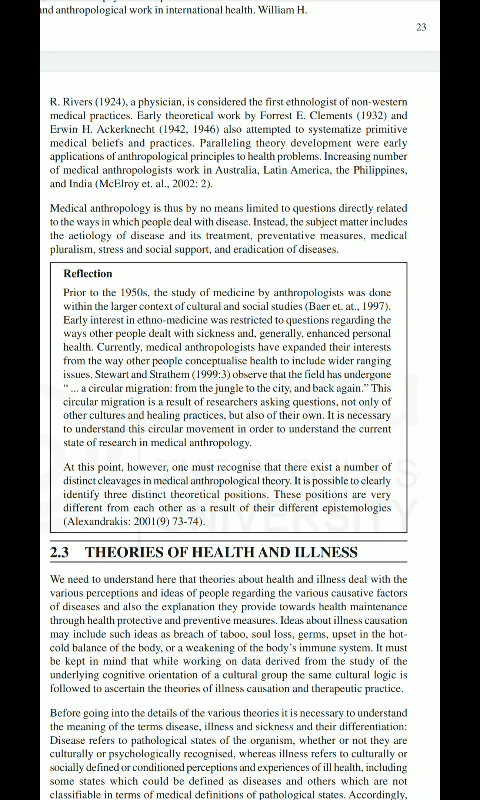 and anthropological work in international health. William H.
23
R. Rivers (1924), a physician, is considered the first ethnologist of non-western
medical practices. Early theoretical work by Forrest E. Clements (1932) and
Erwin H. Ackerknecht (1942, 1946) also attempted to systematize primitive
medical beliefs and practices. Paralleling theory development were early
applications of anthropological principles to health problems. Increasing number
of medical anthropologists work in Australia, Latin America, the Philippines,
and India (McElroy et. al., 2002: 2).
Medical anthropology is thus by no means limited to questions directly related
to the ways in which people deal with disease. Instead, the subject matter includes
the aetiology of disease and its treatment, preventative measures, medical
pluralism, stress and social support, and eradication of diseases.
Reflection
Prior to the 1950s, the study of medicine by anthropologists was done
within the larger context of cultural and social studies (Baer et. at., 1997).
Early interest in ethno-medicine was restricted to questions regarding the
ways other people dealt with sickness and, generally, enhanced personal
health. Currently, medical anthropologists have expanded their interests
from the way other people conceptualise health to include wider ranging
issues. Stewart and Strathem (1999:3) observe that the field has undergone
“ ... a circular migration: from the jungle to the city, and back again.” This
circular migration is a result of researchers asking questions, not only of
other cultures and healing practices, but also of their own. It is necessary
to understand this circular movement in order to understand the current
state of research in medical anthropology.
At this point, however, one must recognise that there exist a number of
distinct cleavages in medical anthropological theory. It is possible to clearly
identify three distinct theoretical positions. These positions are very
different from each other as a result of their different epistemologies
(Alexandrakis: 2001(9) 73-74).
2.3 THEORIES OF HEALTH AND ILLNESS
We need to understand here that theories about health and illness deal with the
various perceptions and ideas of people regarding the various causative factors
of diseases and also the explanation they provide towards health maintenance
through health protective and preventive measures. Ideas about illness causation
may include such ideas as breach of taboo, soul loss, germs, upset in the hot-
cold balance of the body, or a weakening of the body’s immune system. It must
be kept in mind that while working on data derived from the study of the
underlying cognitive orientation of a cultural group the same cultural logic is
followed to ascertain the theories of illness causation and therapeutic practice.
Before going into the details of the various theories it is necessary to understand
the meaning of the terms disease, illness and sickness and their differentiation:
Disease refers to pathological states of the organism, whether or not they are
culturally or psychologically recognised, whereas illness refers to culturally or
socially defined or conditioned perceptions and experiences of ill health, including
some states which could be defined as diseases and others which are not
classifiable in terms of medical definitions of pathological states. Accordingly,